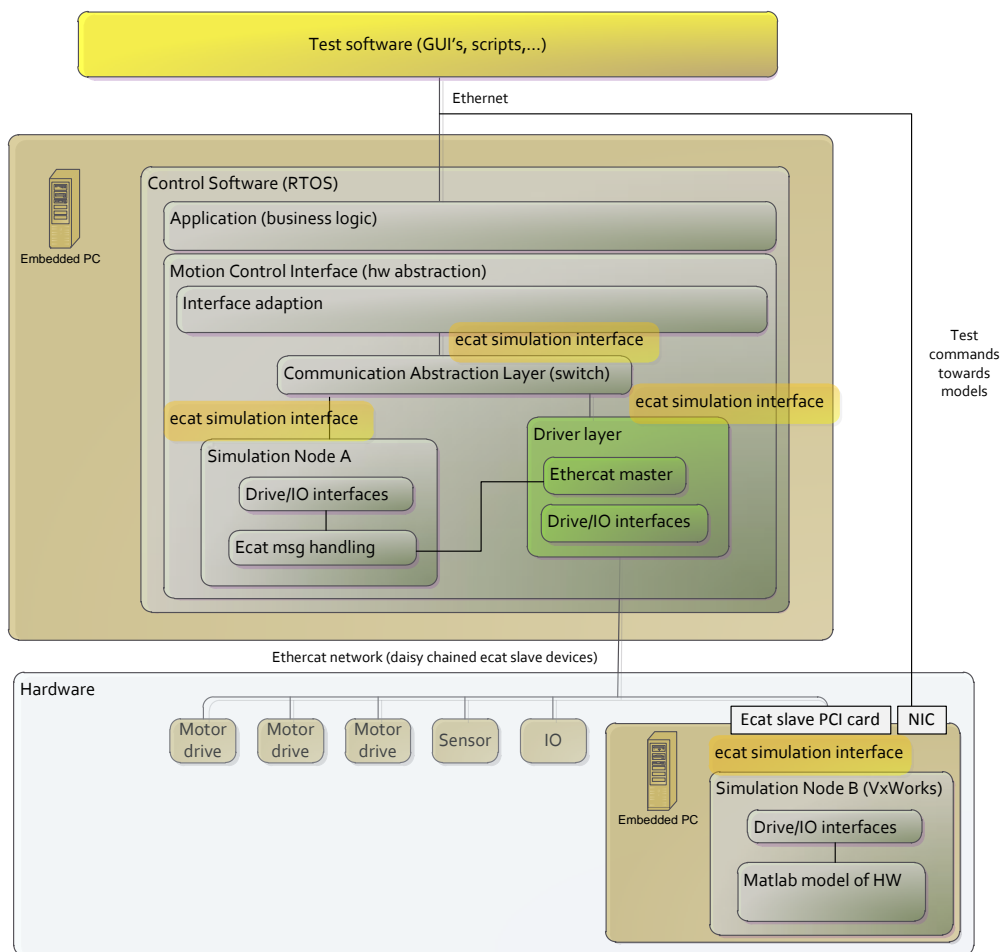 Test software (GUI's, scripts,...)
Ethernet
Control Software (RTOS)
Application (business logic)
Embedded PC
Motion Control Interface (hw abstraction)
Interface adaption
ecat simulation interface
Communication Abstraction Layer (switch)
Test
commands
towards
models
ecat simulation interface
ecat simulation interface
Driver layer
Simulation Node A
Ethercat master
Drive/IO interfaces
Drive/IO interfaces
Ecat msg handling
Ethercat network (daisy chained ecat slave devices)
Hardware
Motor
drive
Motor
drive
Motor
drive
Sensor
IO
Ecat slave PCI card
NIC
ecat simulation interface
Embedded PC
Simulation Node B (VxWorks)
Drive/IO interfaces
Matlab model of HW